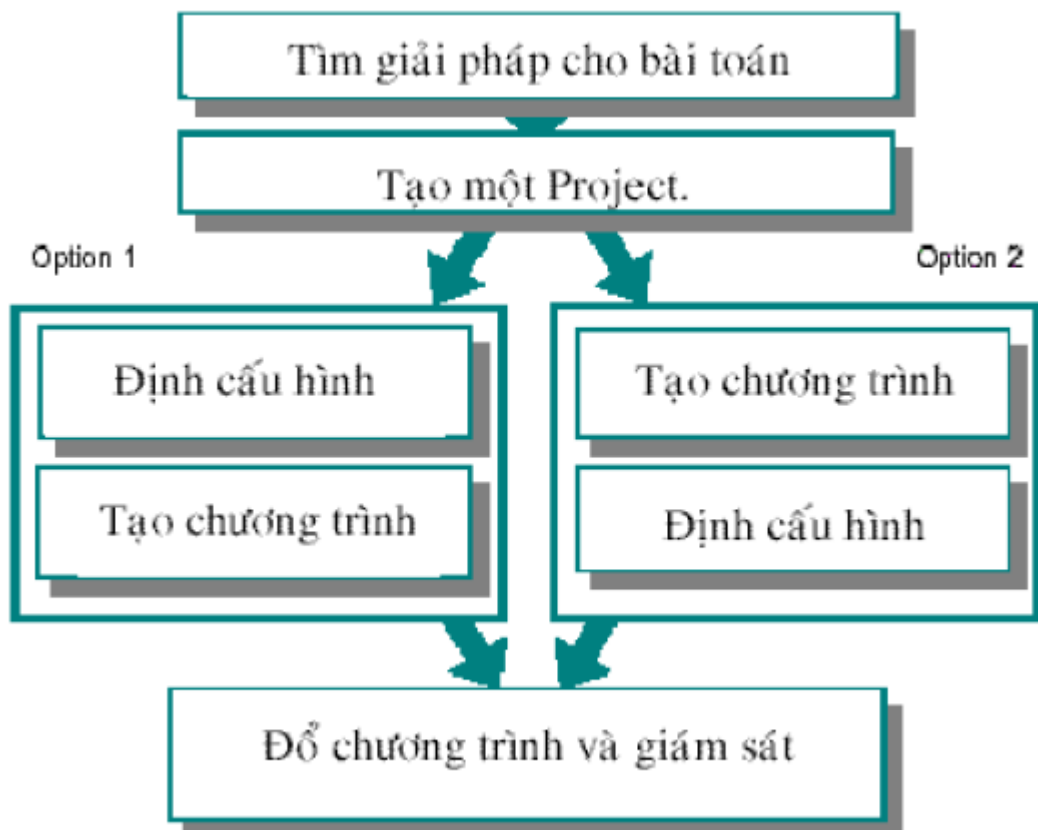 Tìm giải pháp cho bài toán
Tạo một Project.
Option 1
Option 2
Định cấu hình
Tạo chương trình
Tạo chương trình
Định cấu hình
Đổ chương trình và giám sát